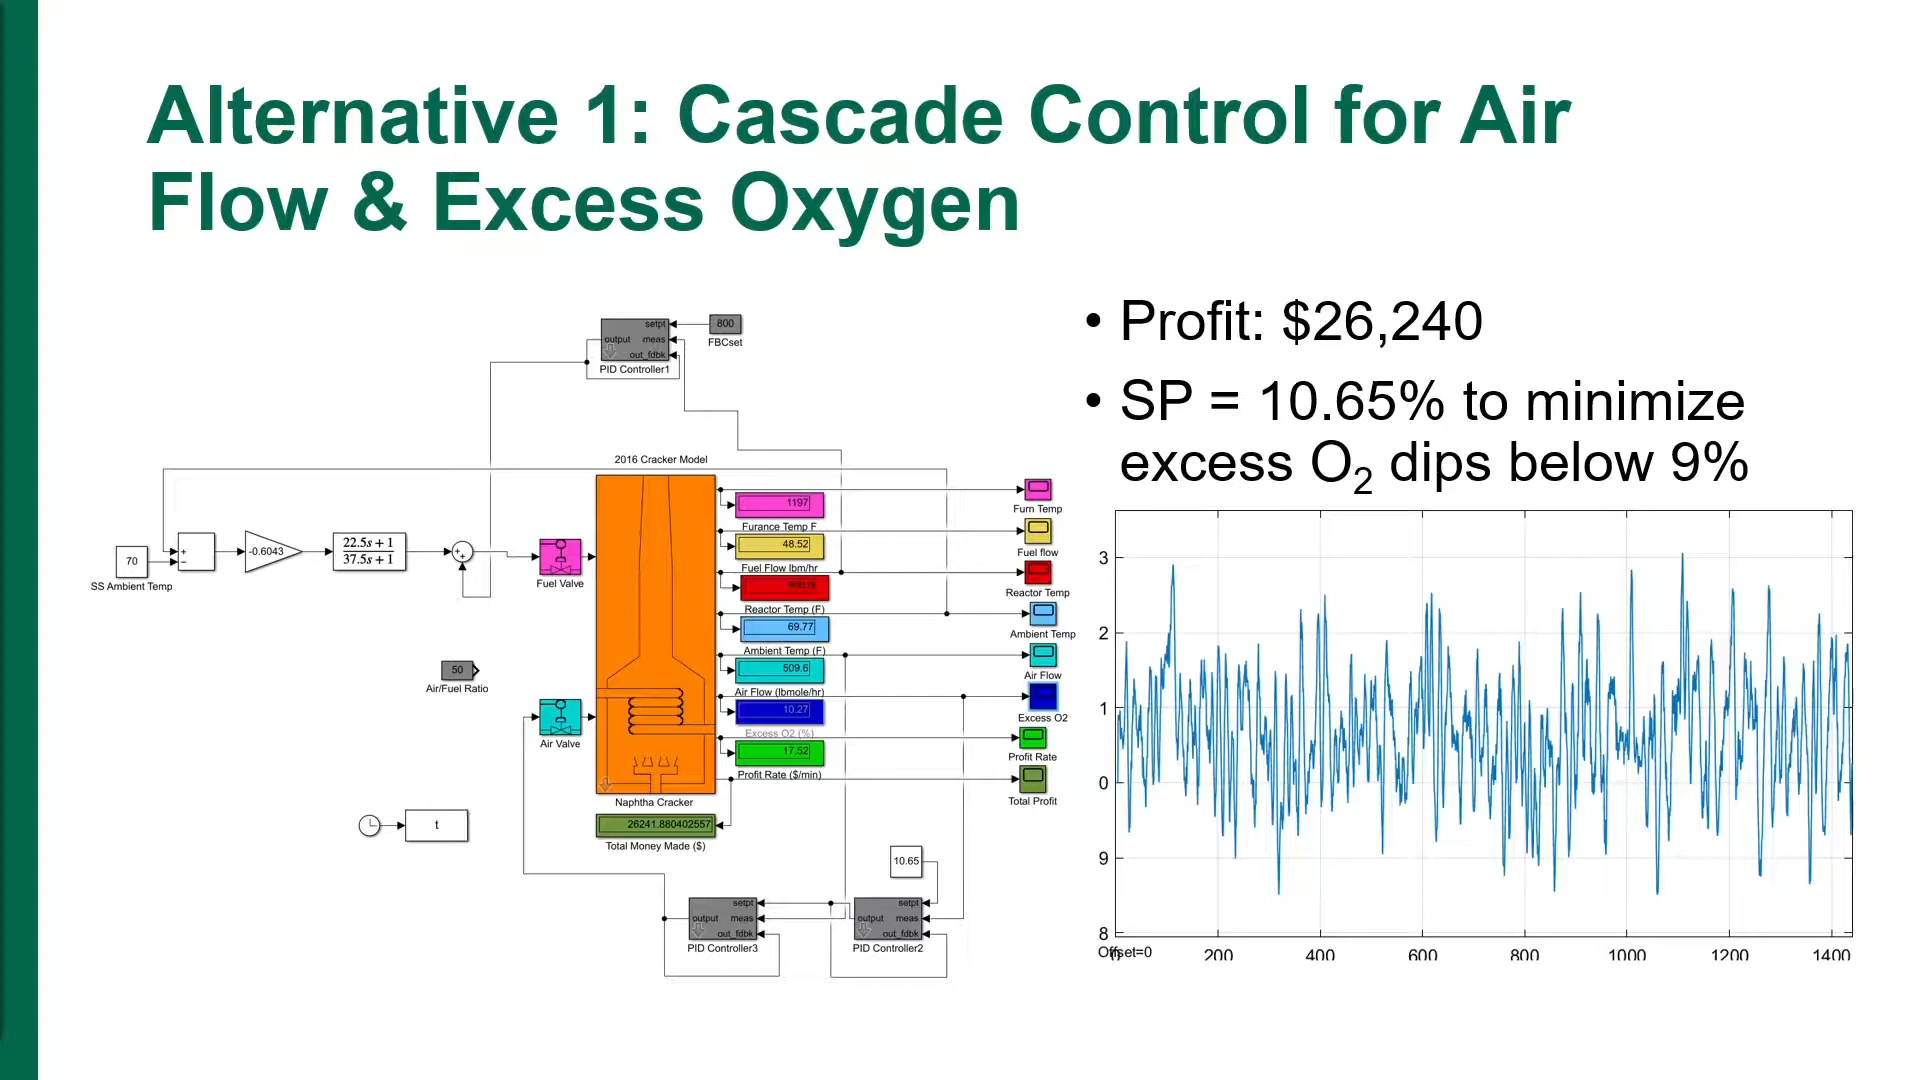 Alternative 1: Cascade Control for Air
Flow & Excess Oxygen
• Profit: $26,240
• SP = 10.65% to minimize
excess O2 dips below 9%
setpt
output meas
out_fdbk
PID Controller1
800
FBCset
2016 Cracker Model
70
SS Ambient Temp
+
−
-0.6043
22.5s + 1
37.5s + 1
+
+
Fuel Valve
50
Air/Fuel Ratio
Air Valve
t
1197
Furance Temp F
48.52
Fuel Flow lbm/hr
Reactor Temp (F)
69.77
Ambient Temp (F)
509.6
Air Flow (lbmole/hr)
10.27
Excess O2 (%)
17.52
Profit Rate ($/min)
Naphtha Cracker
26241.880402557
Total Money Made ($)
Furn Temp
Fuel flow
Reactor Temp
Ambient Temp
Air Flow
Excess O2
Profit Rate
Total Profit
10.65
setpt
output meas
out_fdbk
PID Controller3
setpt
output meas
out_fdbk
PID Controller2
3
2
1
0
9
8
Offset=0
200 400 600 800 1000 1200 1400